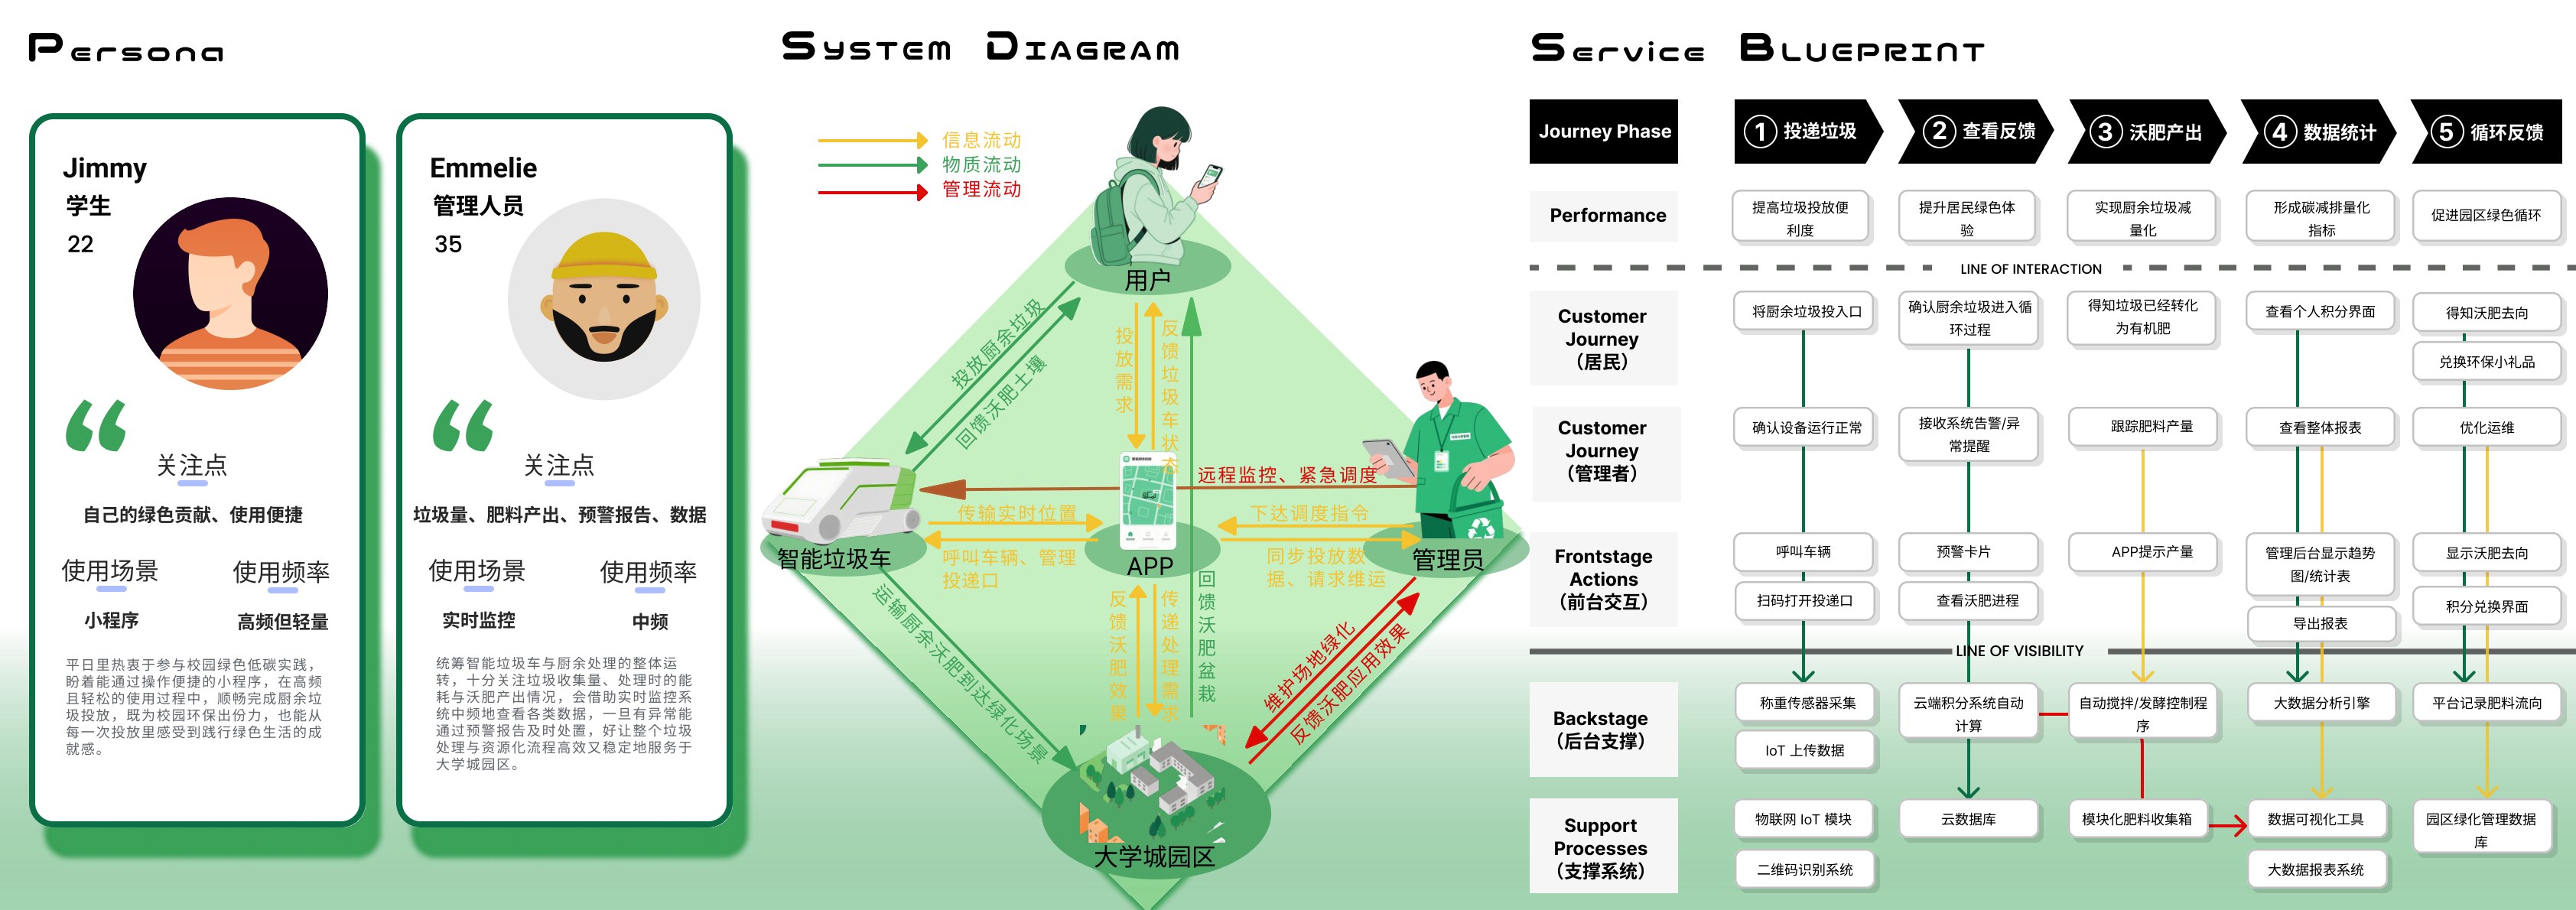 Persona
Jimmy
学生
22
关注点
自己的绿色贡献、使用便捷
使用场景
使用频率
小程序
高频但轻量
平日里热衷于参与校园绿色低碳实践，
盼着能通过操作便捷的小程序，在高频
且轻松的使用过程中，顺畅完成厨余垃
圾投放，既为校园环保出份力，也能从
每一次投放里感受到践行绿色生活的成
就感。
Emmelie
管理人员
35
关注点
垃圾量、肥料产出、预警报告、数据
使用场景
使用频率
实时监控
中频
统筹智能垃圾车与厨余处理的整体运
转，十分关注垃圾收集量、处理时的能
耗与沃肥产出情况，会借助实时监控系
统中频地查看各类数据，一旦有异常能
通过预警报告及时处置，好让整个垃圾
处理与资源化流程高效又稳定地服务于
大学城园区。
System Diagram
信息流动
物质流动
管理流动
用户
投放厨余垃圾
回馈沃肥土壤
投放需求
反馈垃圾车状态
远程监控、紧急调度
传输实时位置
呼叫车辆、管理
投递口
下达调度指令
同步投放数
据、请求维运
智能垃圾车
APP
管理员
运输厨余沃肥到达绿化场景
反馈沃肥效果
传递处理需求
回馈沃肥盆栽
维护场地绿化
反馈沃肥应用效果
大学城园区
Service Blueprint
Journey Phase
1 投递垃圾
2 查看反馈
3 沃肥产出
4 数据统计
5 循环反馈
Performance
提高垃圾投放便
利度
提升居民绿色体
验
实现厨余垃圾减
量化
形成碳减排量化
指标
促进园区绿色循环
LINE OF INTERACTION
Customer
Journey
（居民）
将厨余垃圾投入口
确认厨余垃圾进入循
环过程
得知垃圾已经转化
为有机肥
查看个人积分界面
得知沃肥去向
兑换环保小礼品
Customer
Journey
（管理者）
确认设备运行正常
接收系统告警/异
常提醒
跟踪肥料产量
查看整体报表
优化运维
Frontstage
Actions
（前台交互）
呼叫车辆
扫码打开投递口
预警卡片
查看沃肥进程
APP提示产量
管理后台显示趋势
图/统计表
导出报表
显示沃肥去向
积分兑换界面
LINE OF VISIBILITY
Backstage
（后台支撑）
称重传感器采集
IoT 上传数据
云端积分系统自动
计算
自动搅拌/发酵控制程
序
大数据分析引擎
平台记录肥料流向
Support
Processes
（支撑系统）
物联网 IoT 模块
二维码识别系统
云数据库
模块化肥料收集箱
数据可视化工具
大数据报表系统
园区绿化管理数据
库